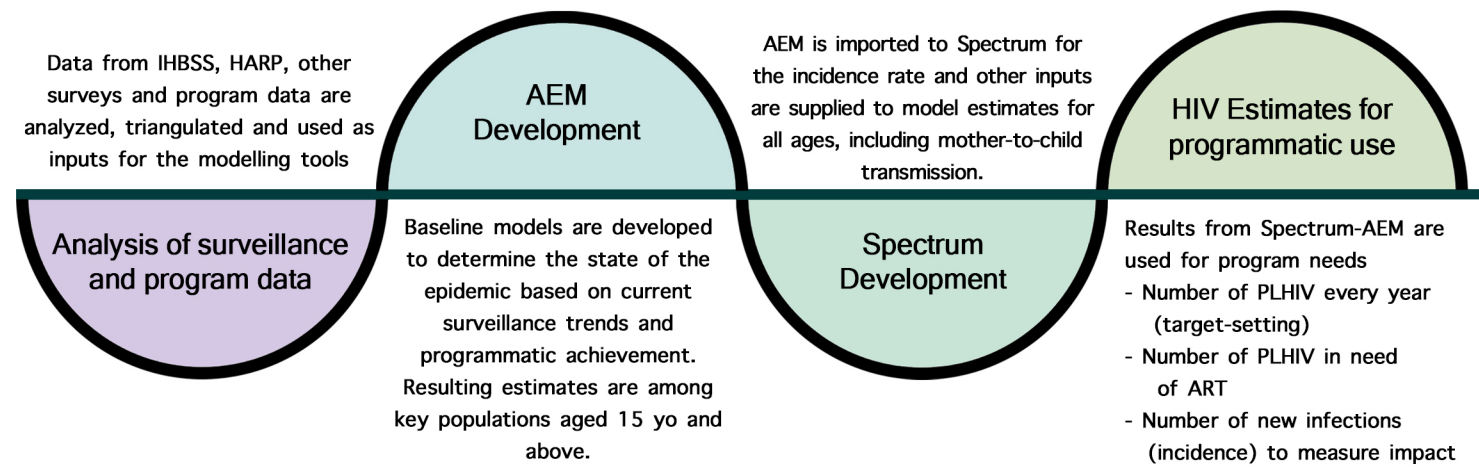 Data from IHBSS, HARP, other
surveys and program data are
analyzed, triangulated and used as
inputs for the modelling tools
Analysis of surveillance
and program data
AEM
Development
Baseline models are developed
to determine the state of the
epidemic based on current
surveillance trends and
programmatic achievement.
Resulting estimates are among
key populations aged 15 yo and
above.
AEM is imported to Spectrum for
the incidence rate and other inputs
are supplied to model estimates for
all ages, including mother-to-child
transmission.
Spectrum
Development
HIV Estimates for
programmatic use
Results from Spectrum-AEM are
used for program needs
- Number of PLHIV every year
(target-setting)
- Number of PLHIV in need
of ART
- Number of new infections
(incidence) to measure impact